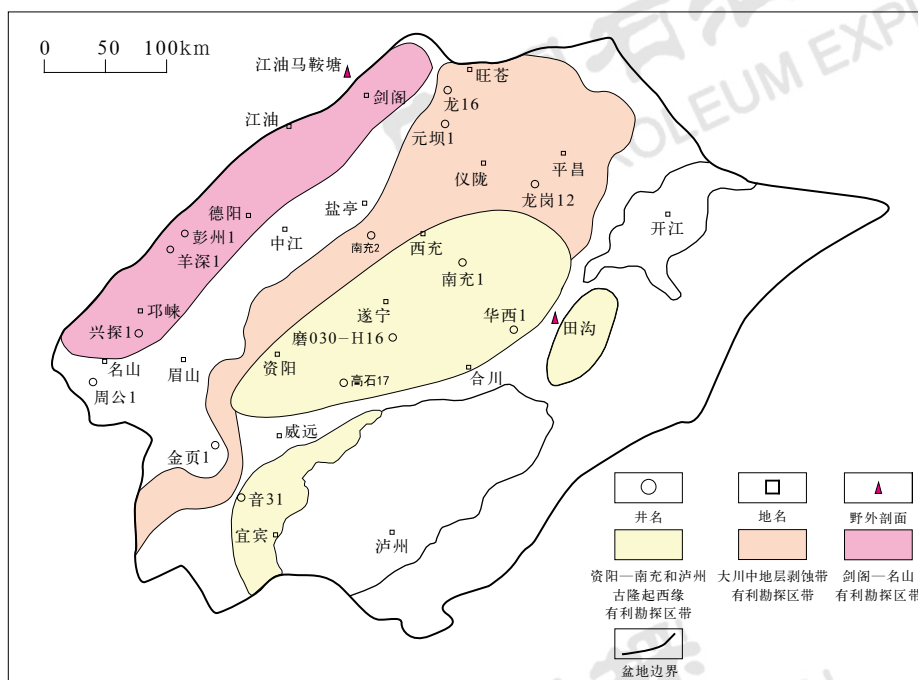 0 50 100km
江油马鞍塘
旺苍
剑阁
龙16
江油
元坝1
平昌
仪陇
龙岗12
盐亭
德阳
彭州1
中江
羊深1
南充2
西充
开江
南充1
邛崃
兴探1
遂宁
华西1
田沟
磨030-H16
名山
眉山
资阳
合川
周公1
高石17
威远
金页1
音31
宜宾
泸州
井名
地名
野外剖面
资阳—南充和泸州
古隆起西缘
有利勘探区带
大川中地层剥蚀带
有利勘探区带
剑阁—名山
有利勘探区带
盆地边界